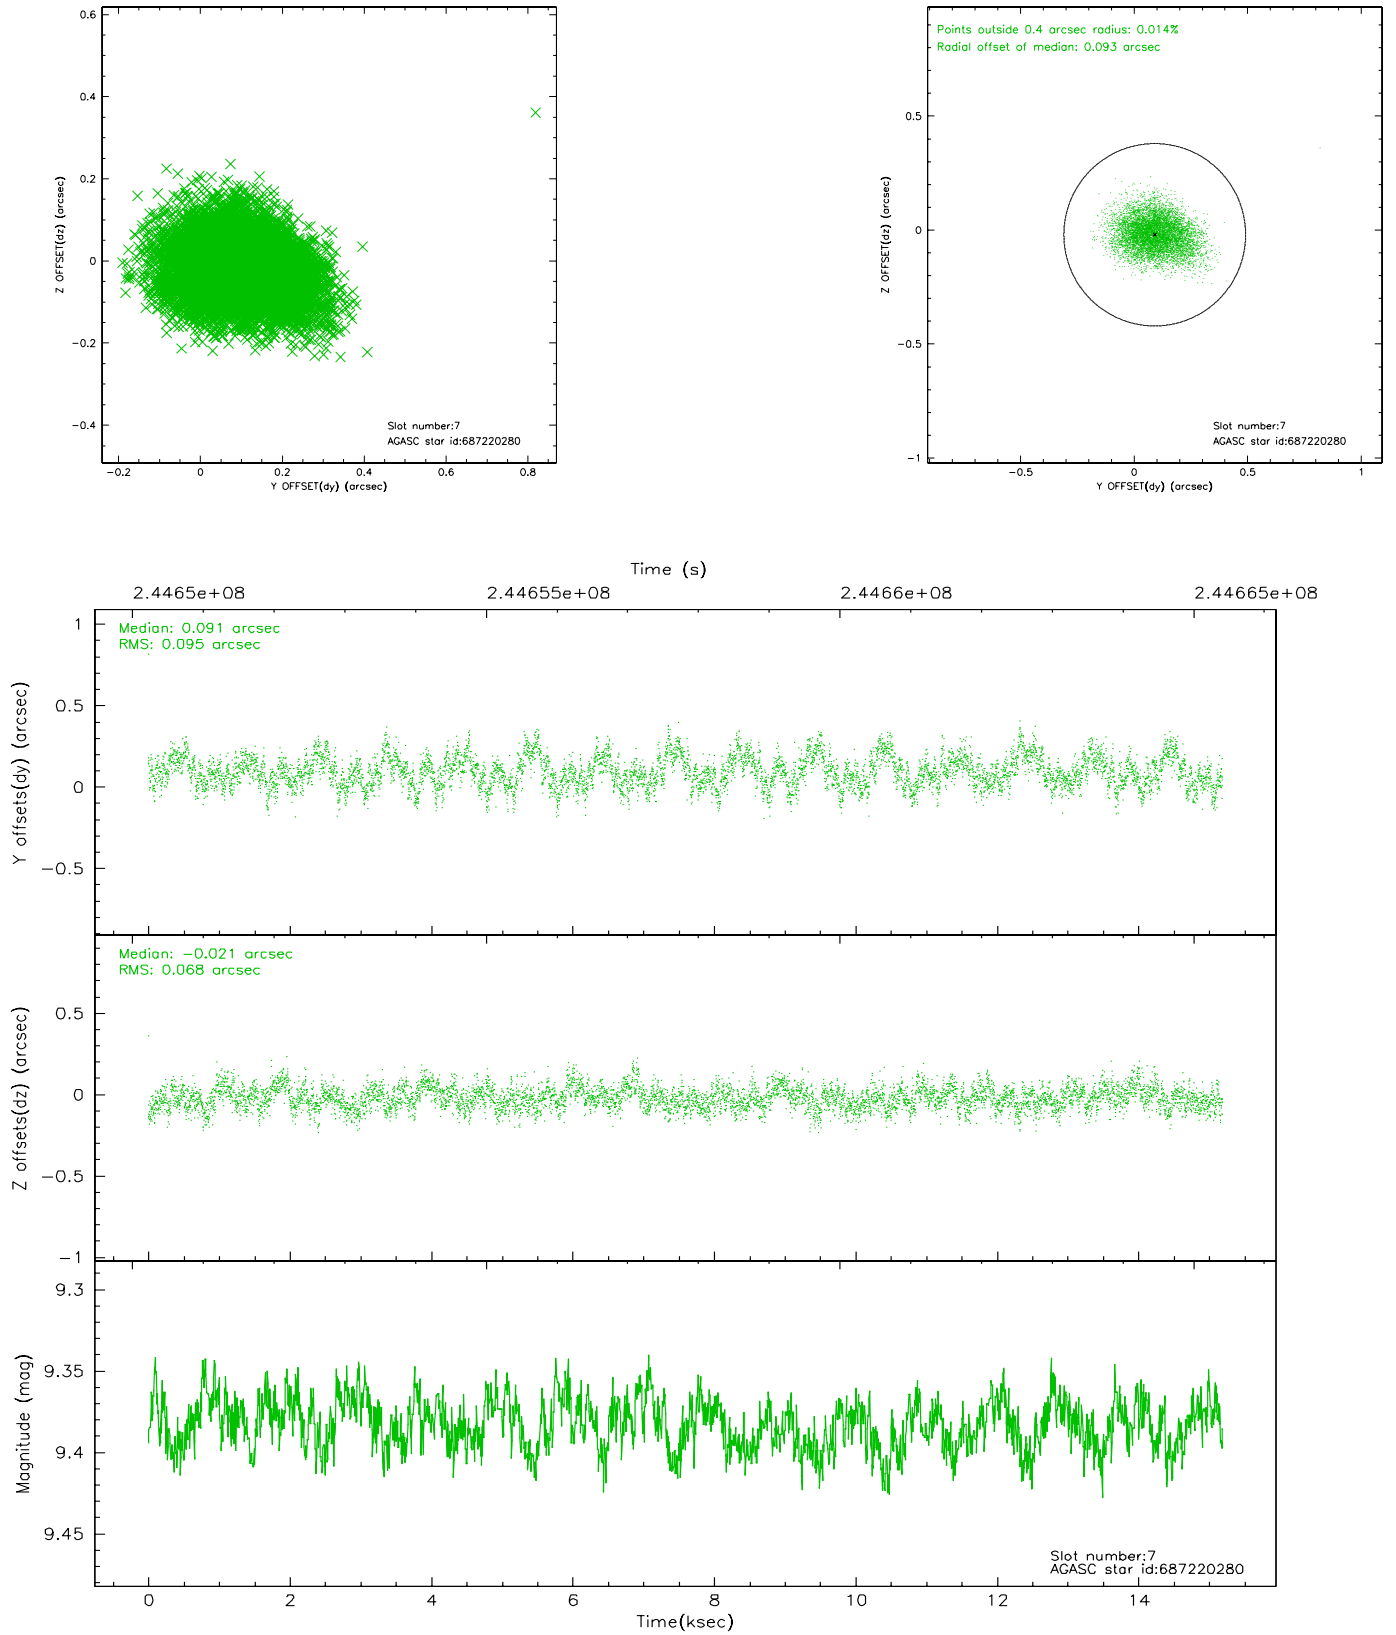 0.6
0.4
0.2
0
−0.2
−0.4
Z OFFSET(dz) (arcsec)
−0.2 0 0.2 0.4 0.6 0.8
Y OFFSET(dy) (arcsec)
Slot number:7
AGASC star id:687220280
Points outside 0.4 arcsec radius: 0.014%
Radial offset of median: 0.093 arcsec
0.5
0
−0.5
−1
Z OFFSET(dz) (arcsec)
−0.5 0 0.5 1
Y OFFSET(dy) (arcsec)
Slot number:7
AGASC star id:687220280
Time (s)
2.4465e+08 2.44655e+08 2.4466e+08 2.44665e+08
Median: 0.091 arcsec
RMS: 0.095 arcsec
1
0.5
0
−0.5
Y offsets(dy) (arcsec)
Median: −0.021 arcsec
RMS: 0.068 arcsec
0.5
0
−0.5
−1
Z offsets(dz) (arcsec)
9.3
9.35
9.4
9.45
Magnitude (mag)
Slot number:7
AGASC star id:687220280
0 2 4 6 8 10 12 14
Time(ksec)